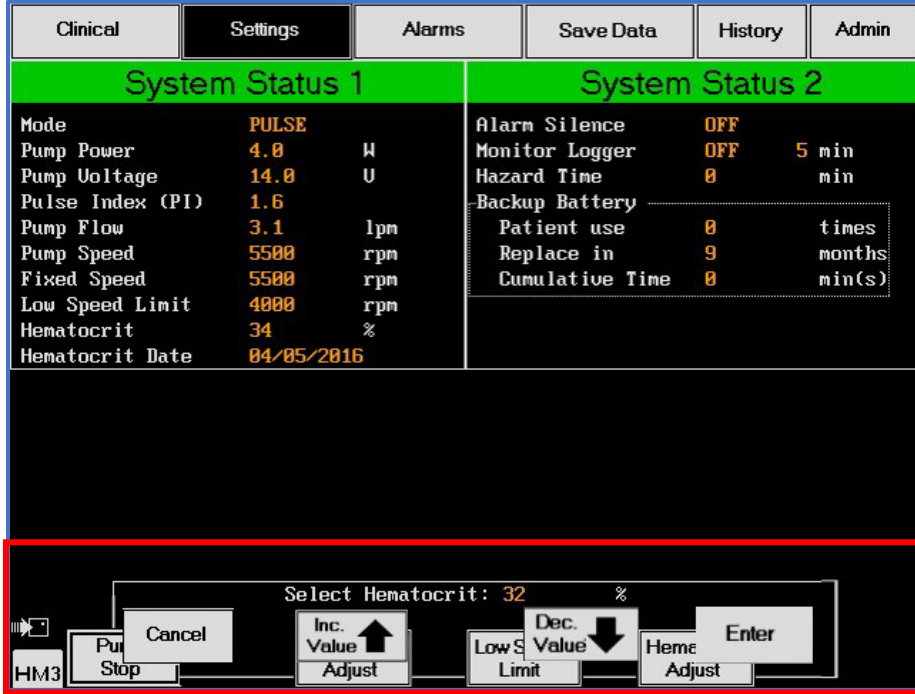 Clinical Settings Alarms Save Data History Admin
System Status 1 System Status 2
Mode PULSE
Pump Power 4.0 W
Pump Voltage 14.0 V
Pulse Index (PI) 1.6
Pump Flow 3.1 lpm
Pump Speed 5500 rpm
Fixed Speed 5500 rpm
Low Speed Limit 4000 rpm
Hematocrit 34 %
Hematocrit Date 04/05/2016
Alarm Silence OFF
Monitor Logger OFF 5 min
Hazard Time 0 min
Backup Battery
Patient use 0 times
Replace in 9 months
Cumulative Time 0 min(s)
Select Hematocrit: 32 %
Cancel
Inc.
Value
Dec.
Value
Enter
Pu
Stop
Adjust
Low S
Limit
Hema
Adjust
HM3